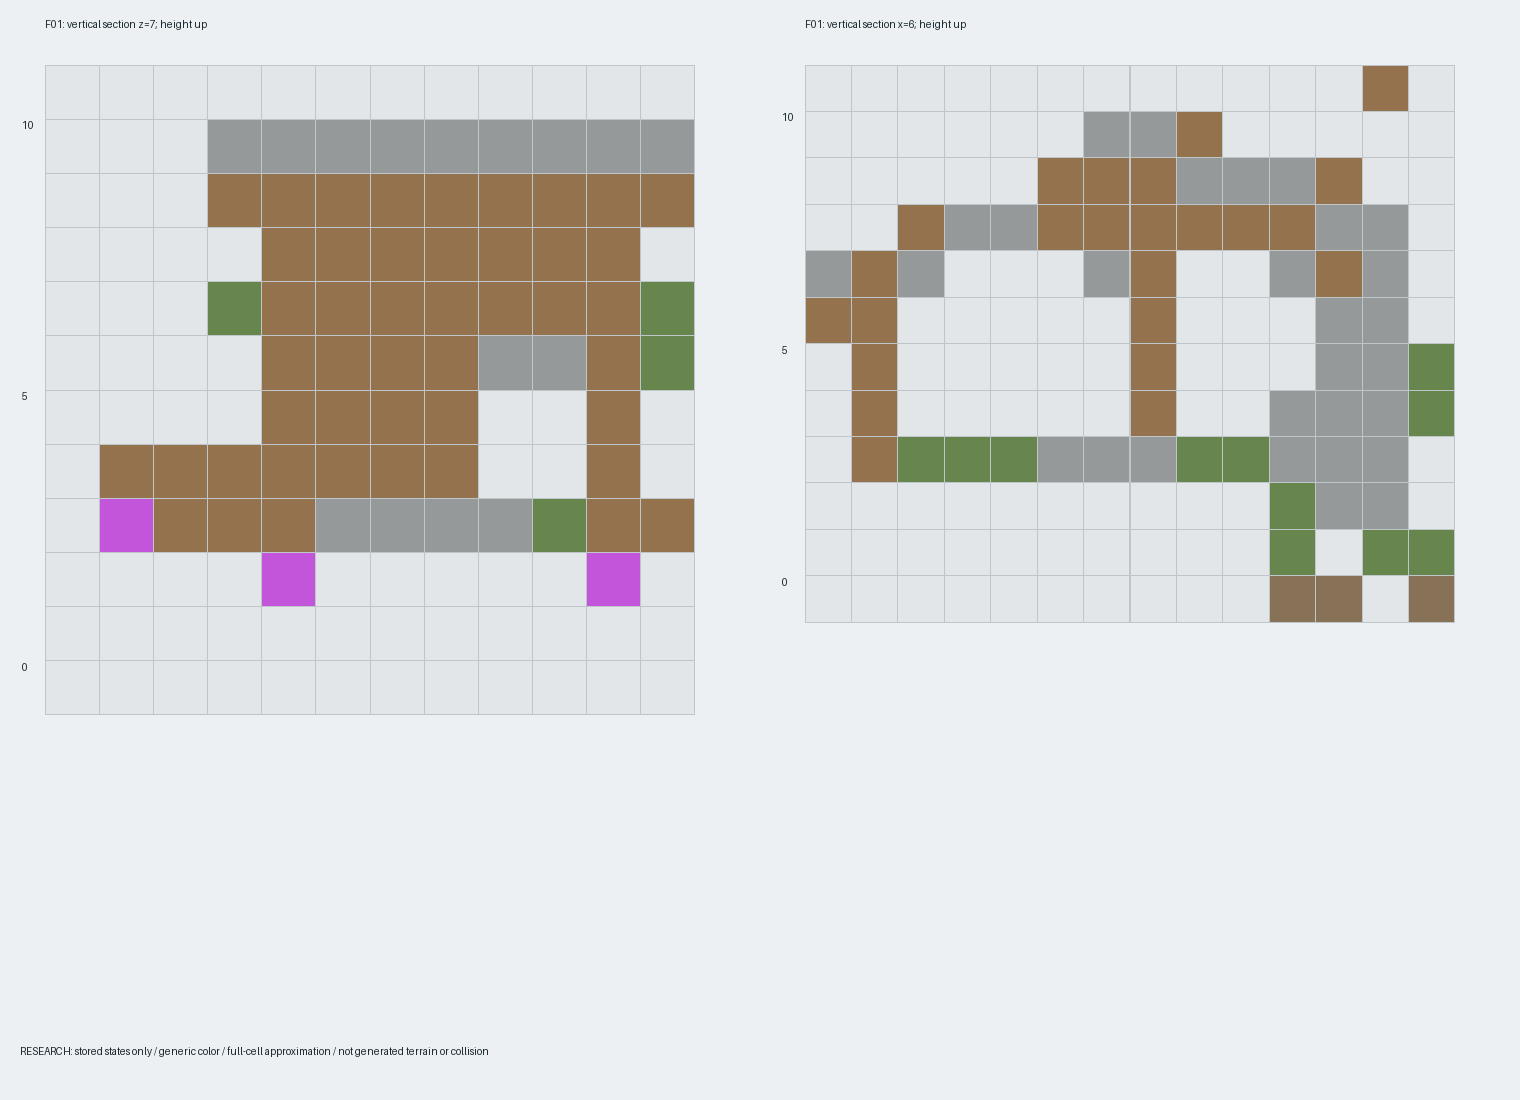 F01: vertical section z=7; height up
F01: vertical section x=6; height up
10
5
0
10
5
0
RESEARCH: stored states only / generic color / full-cell approximation / not generated terrain or collision